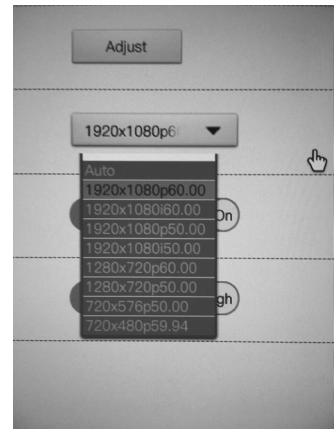 Adjust
1920x1080p6
Auto
1920x1080p60.00
1920x1080i60.00
1920x1080p50.00
On
1920x1080i50.00
1280x720p60.00
1280x720p50.00
gh
720x576p50.00
720x480p59.94